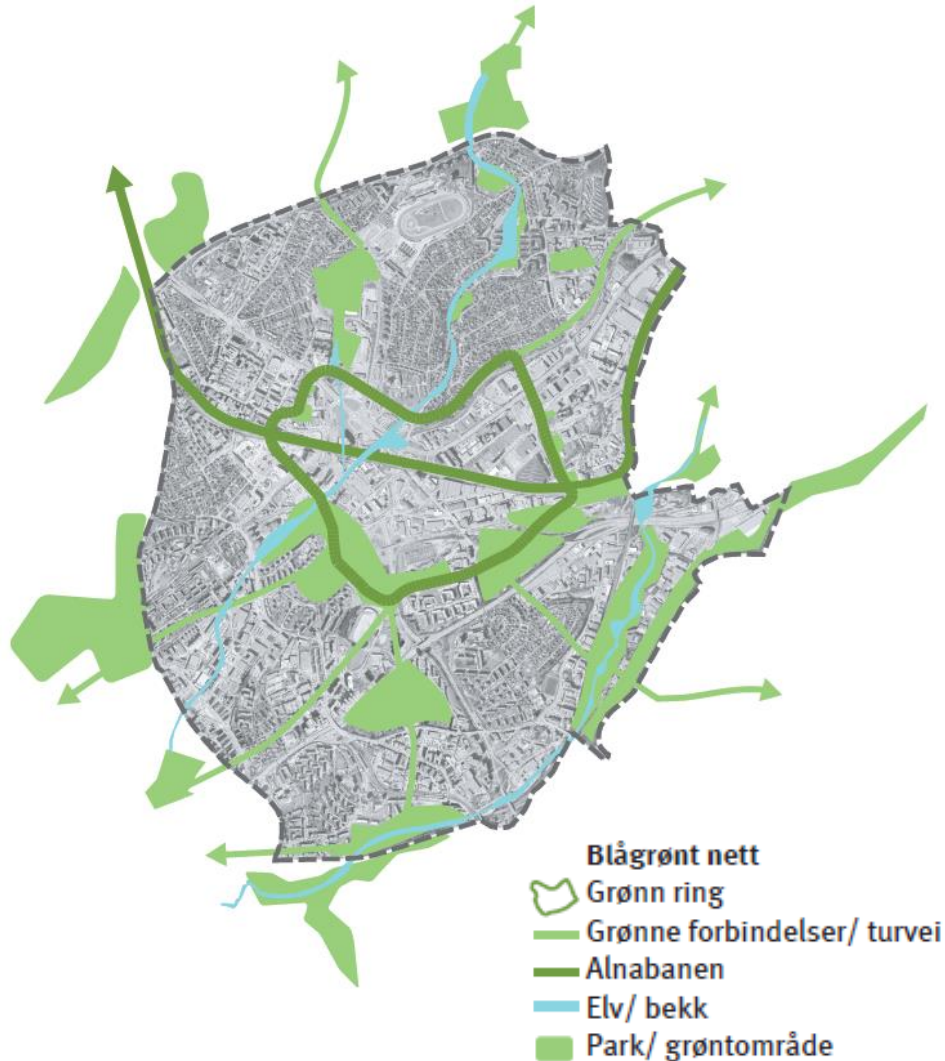 Blågrønt nett
Grønn ring
Grønne forbindelser/ turvei
Alnabanen
Elv/ bekk
Park/ grøntområde